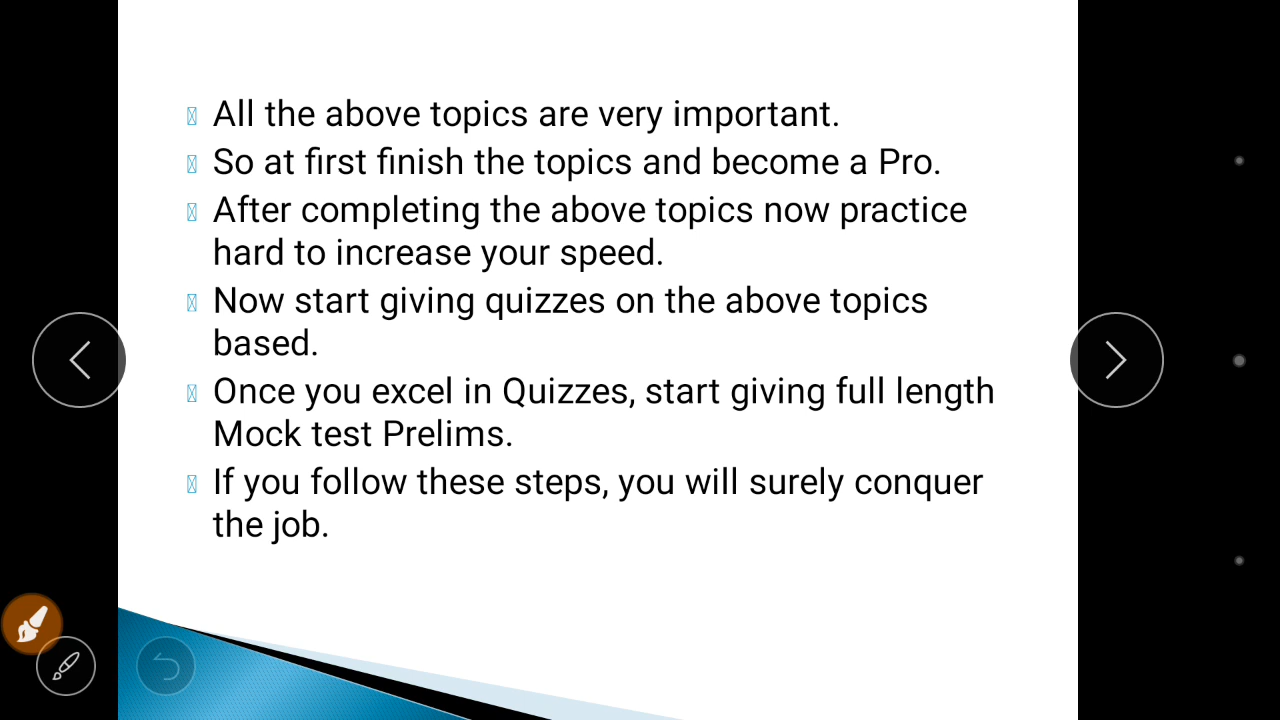 All the above topics are very important.
So at first finish the topics and become a Pro.
After completing the above topics now practice
hard to increase your speed.
Now start giving quizzes on the above topics
based.
Once you excel in Quizzes, start giving full length
Mock test Prelims.
If you follow these steps, you will surely conquer
the job.